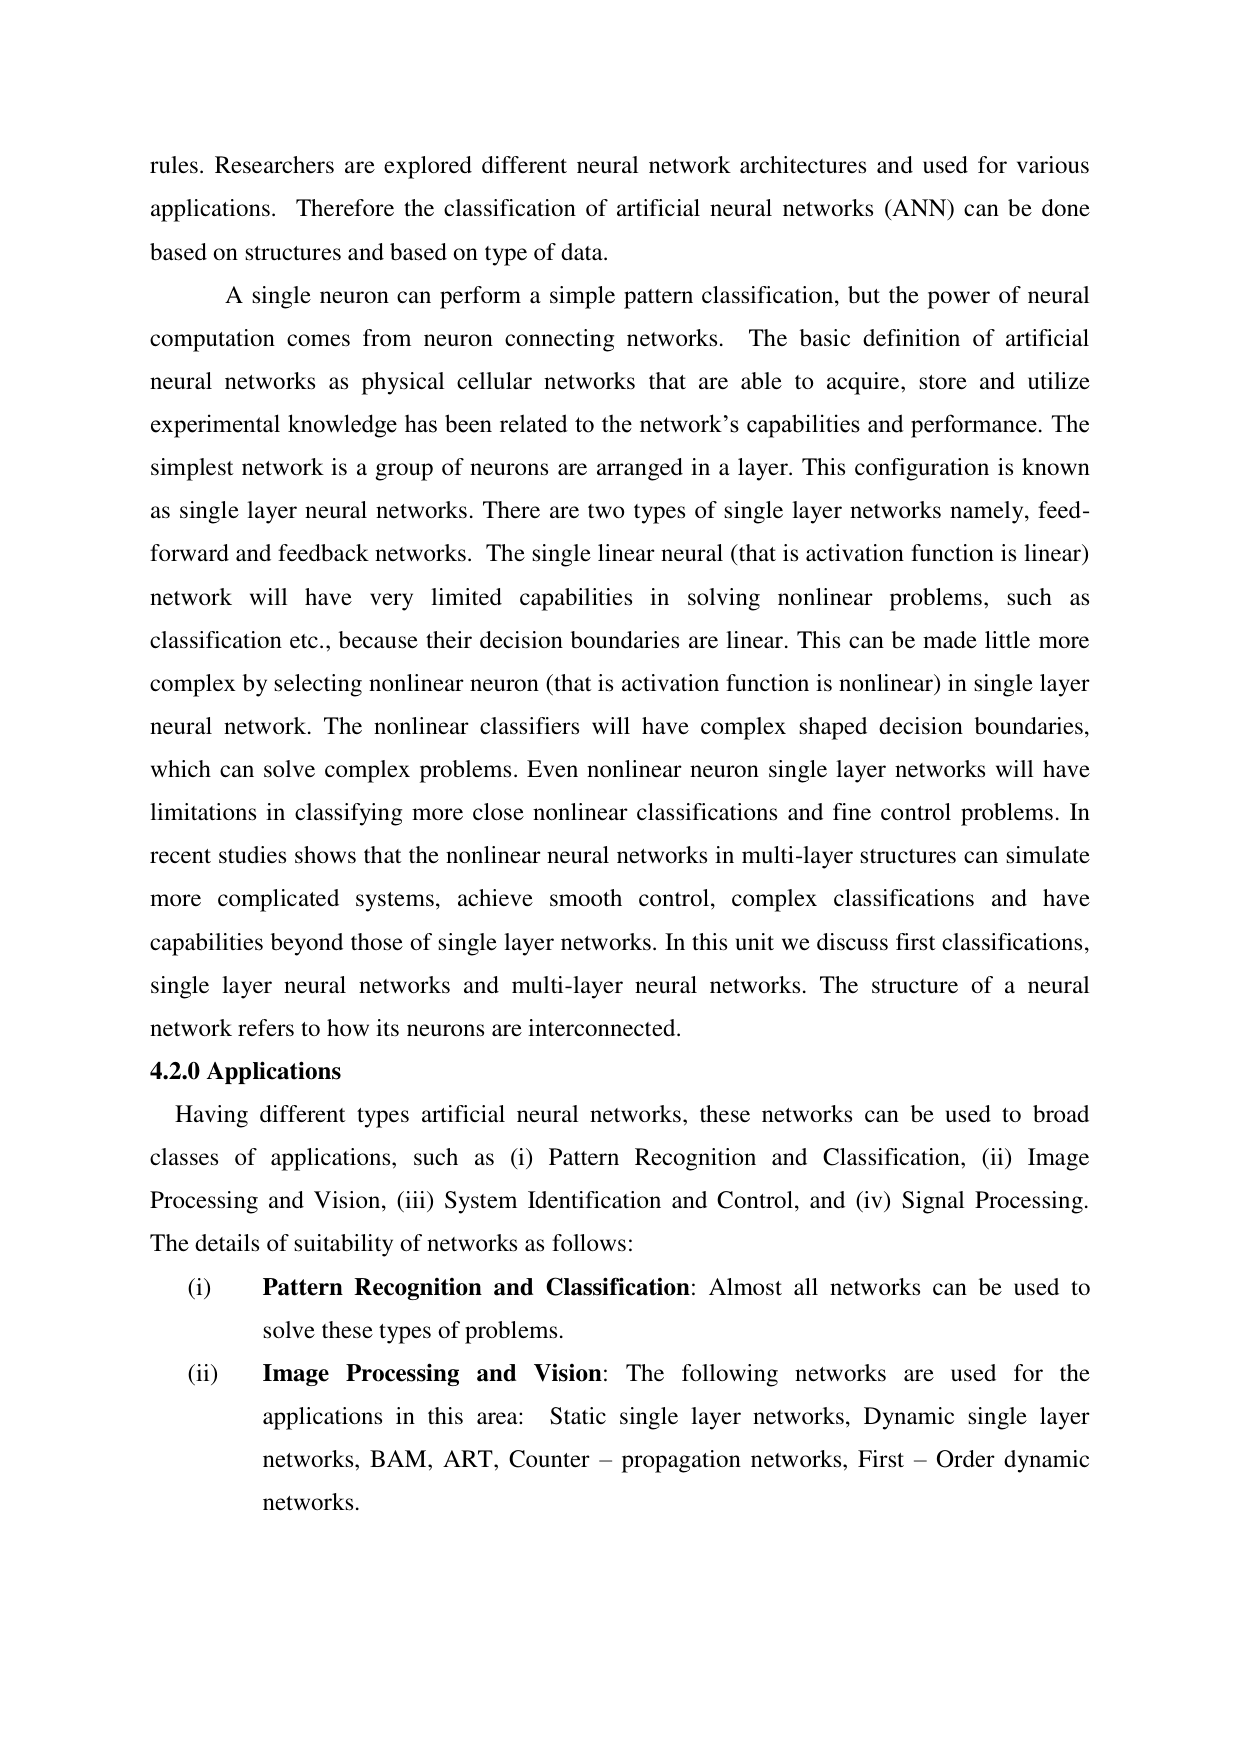 rules. Researchers are explored different neural network architectures and used for various
applications.  Therefore the classification of artificial neural networks (ANN) can be done
based on structures and based on type of data.
A single neuron can perform a simple pattern classification, but the power of neural
computation comes from neuron connecting networks.  The basic definition of artificial
neural networks as physical cellular networks that are able to acquire, store and utilize
experimental knowledge has been related to the network’s capabilities and performance. The
simplest network is a group of neurons are arranged in a layer. This configuration is known
as single layer neural networks. There are two types of single layer networks namely, feed-
forward and feedback networks.  The single linear neural (that is activation function is linear)
network will have very limited capabilities in solving nonlinear problems, such as
classification etc., because their decision boundaries are linear. This can be made little more
complex by selecting nonlinear neuron (that is activation function is nonlinear) in single layer
neural network. The nonlinear classifiers will have complex shaped decision boundaries,
which can solve complex problems. Even nonlinear neuron single layer networks will have
limitations in classifying more close nonlinear classifications and fine control problems. In
recent studies shows that the nonlinear neural networks in multi-layer structures can simulate
more complicated systems, achieve smooth control, complex classifications and have
capabilities beyond those of single layer networks. In this unit we discuss first classifications,
single layer neural networks and multi-layer neural networks. The structure of a neural
network refers to how its neurons are interconnected.
4.2.0 Applications
Having different types artificial neural networks, these networks can be used to broad
classes of applications, such as (i) Pattern Recognition and Classification, (ii) Image
Processing and Vision, (iii) System Identification and Control, and (iv) Signal Processing.
The details of suitability of networks as follows:
(i) Pattern Recognition and Classification: Almost all networks can be used to
solve these types of problems.
(ii) Image Processing and Vision: The following networks are used for the
applications in this area:  Static single layer networks, Dynamic single layer
networks, BAM, ART, Counter – propagation networks, First – Order dynamic
networks.